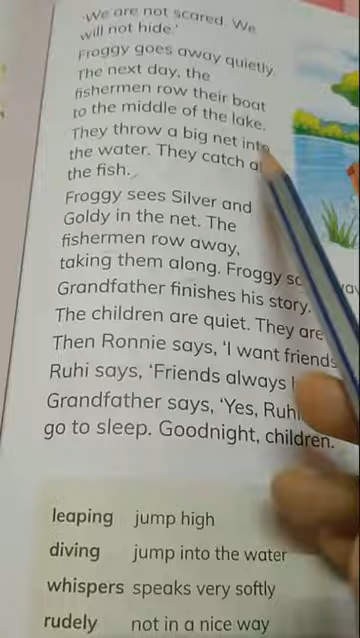 'We are not scared. We
will not hide.'
Froggy goes away quietly.
The next day, the
fishermen row their boat
to the middle of the lake.
They throw a big net into
the water. They catch
the fish.
Froggy sees Silver and
Goldy in the net. The
fishermen row away,
taking them along. Froggy
Grandfather finishes his story.
The children are quiet. They are
Then Ronnie says, 'I want friends
Ruhi says, 'Friends always
Grandfather says, 'Yes, Ruhi
go to sleep. Goodnight, children.
leaping jump high
diving jump into the water
whispers speaks very softly
rudely not in a nice way